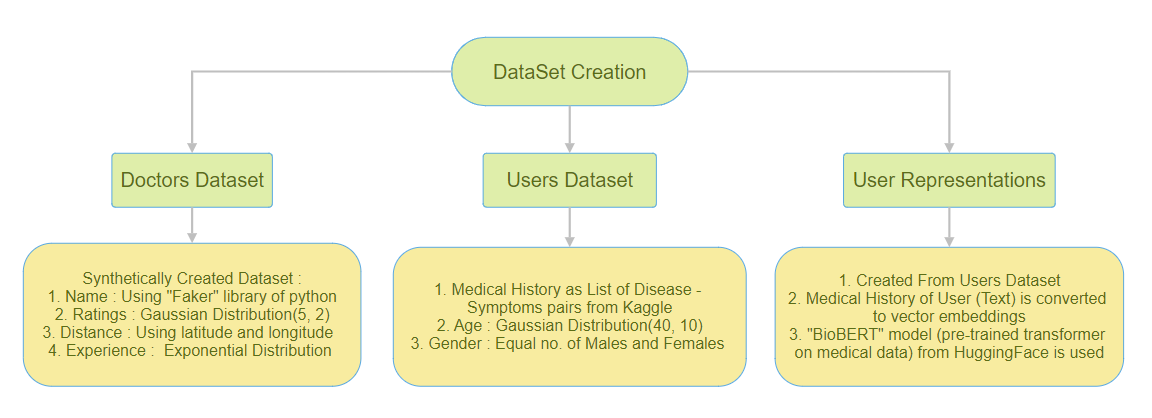 DataSet Creation
Doctors Dataset
Users Dataset
User Representations
Synthetically Created Dataset :
1. Name : Using "Faker" library of python
2. Ratings : Gaussian Distribution(5, 2)
3. Distance : Using latitude and longitude
4. Experience : Exponential Distribution
1. Medical History as List of Disease -
Symptoms pairs from Kaggle
2. Age : Gaussian Distribution(40, 10)
3. Gender : Equal no. of Males and Females
1. Created From Users Dataset
2. Medical History of User (Text) is converted
to vector embeddings
3. "BioBERT" model (pre-trained transformer
on medical data) from HuggingFace is used